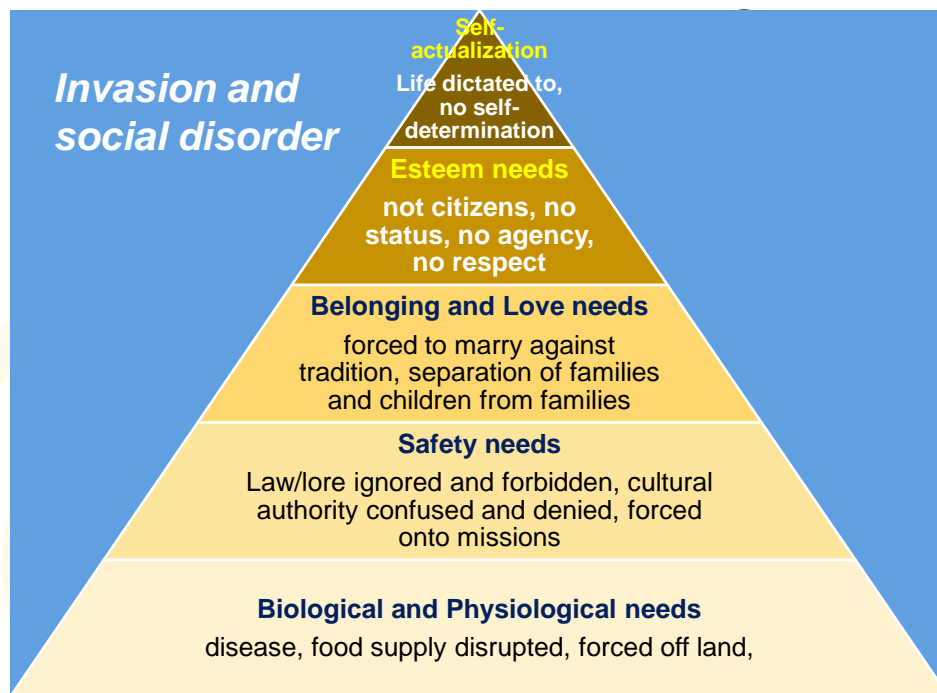 Invasion and
social disorder
Self-
actualization
Life dictated to,
no self-
determination
Esteem needs
not citizens, no
status, no agency,
no respect
Belonging and Love needs
forced to marry against
tradition, separation of families
and children from families
Safety needs
Law/lore ignored and forbidden, cultural
authority confused and denied, forced
onto missions
Biological and Physiological needs
disease, food supply disrupted, forced off land,